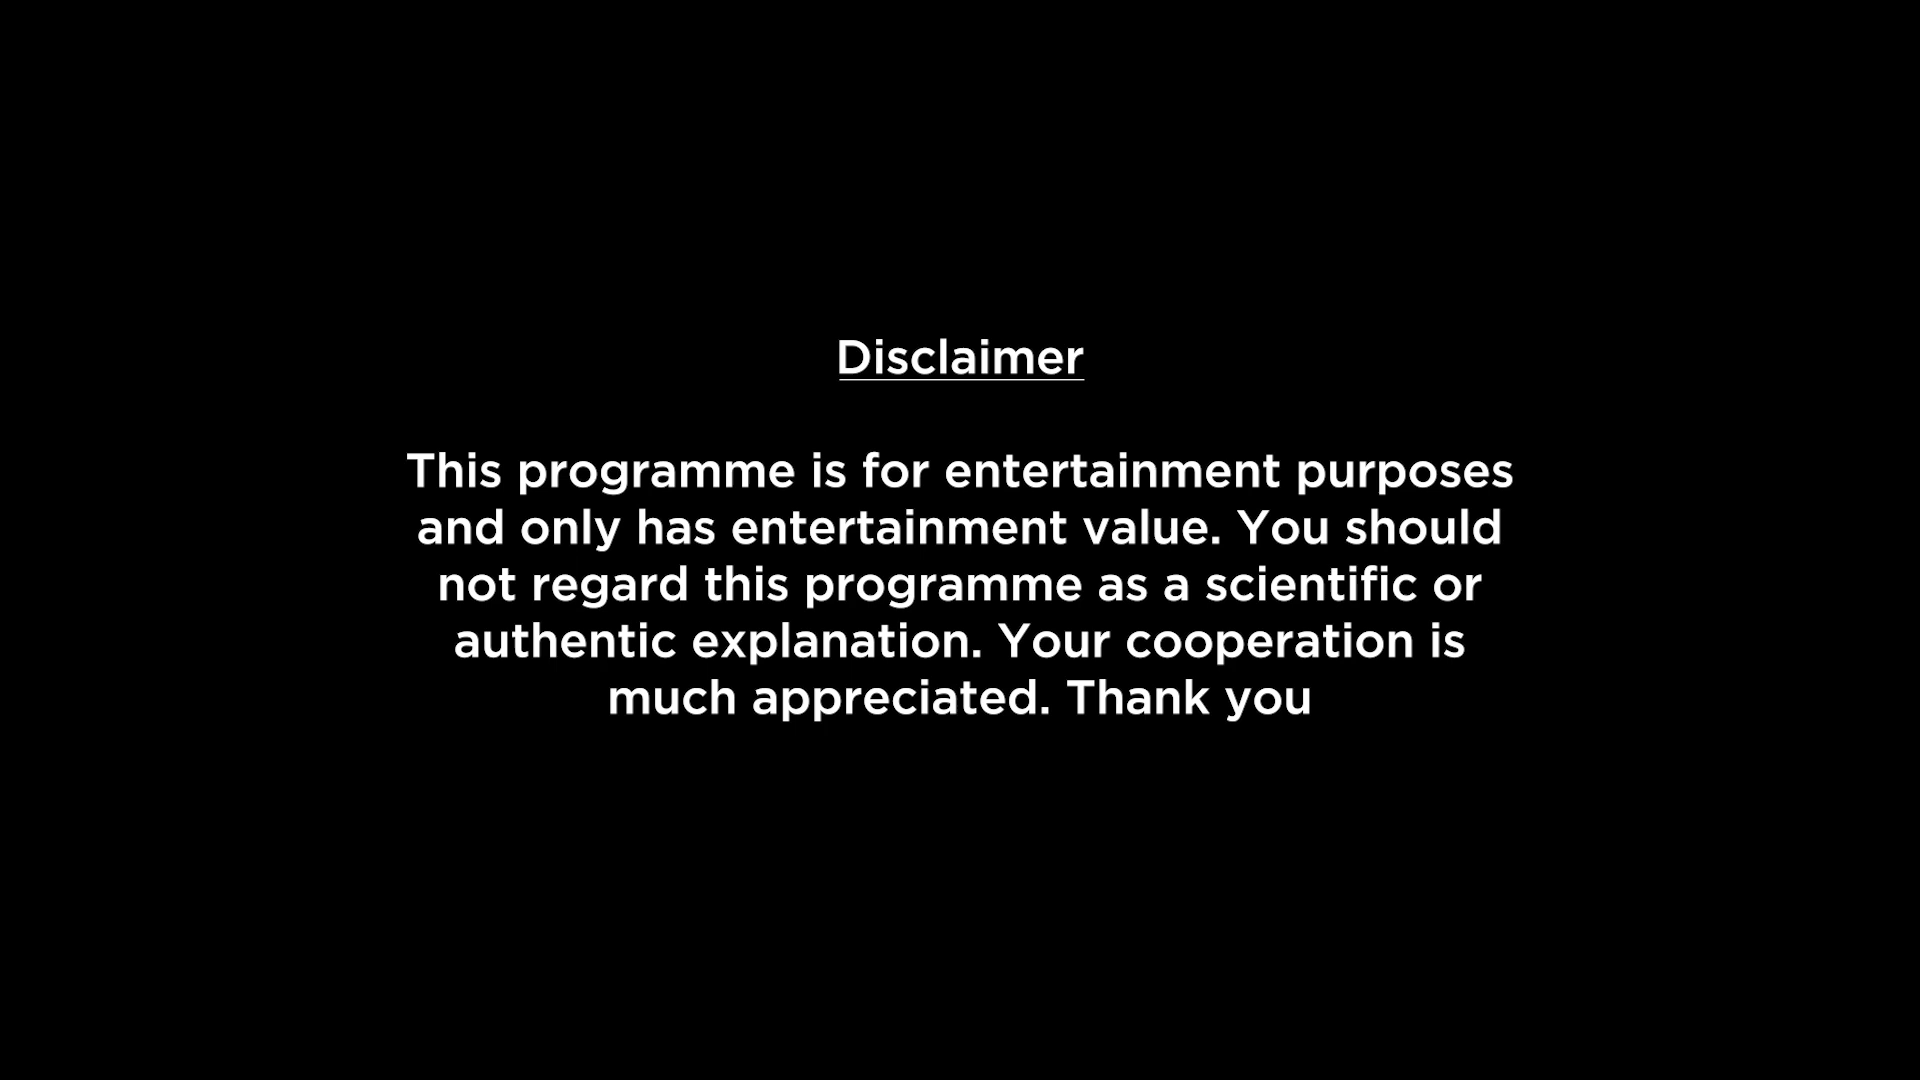 Disclaimer
This programme is for entertainment purposes
and only has entertainment value. You should
not regard this programme as a scientific or
authentic explanation. Your cooperation is
much appreciated. Thank you